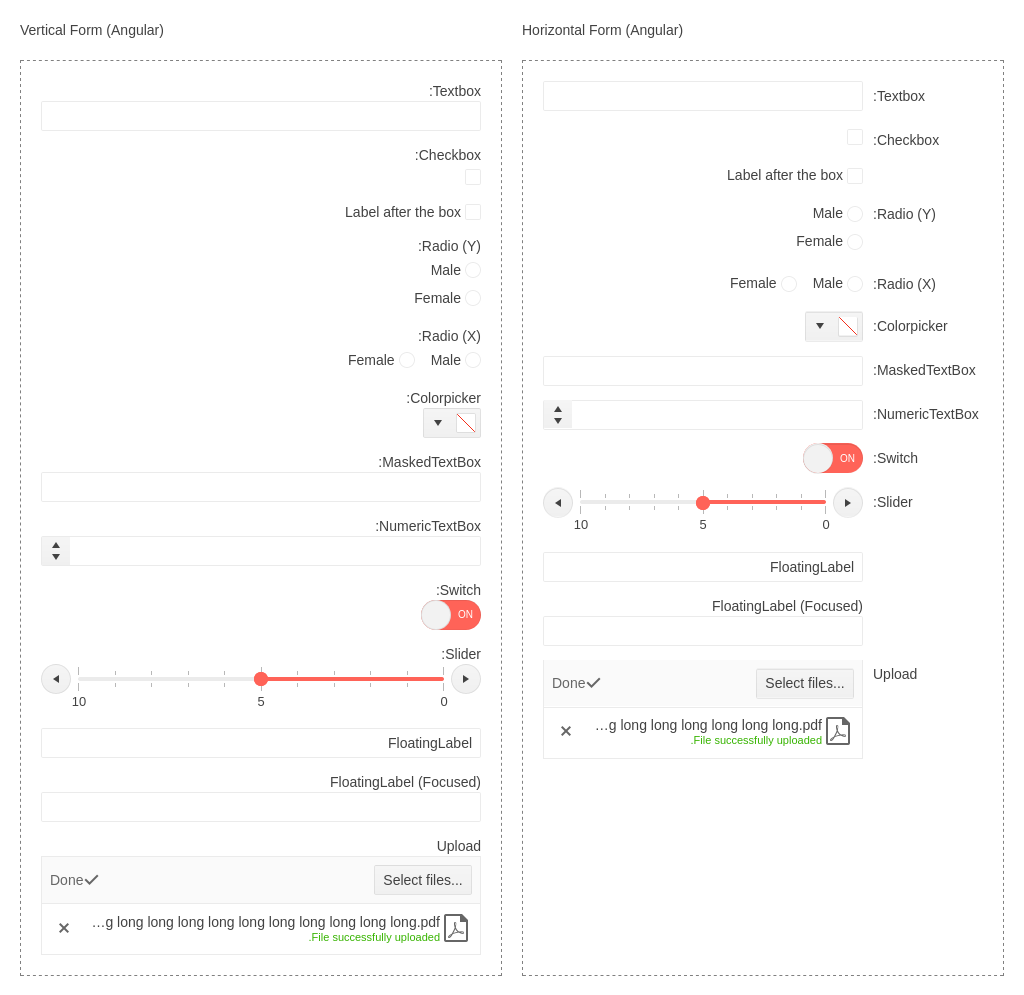 Vertical Form (Angular)
:Textbox
:Checkbox
Label after the box
:Radio (Y)
Male
Female
:Radio (X)
Female Male
:Colorpicker
:MaskedTextBox
:NumericTextBox
:Switch
ON
:Slider
10 5 0
FloatingLabel
FloatingLabel (Focused)
Upload
Done Select files...
...g long long long long long long long long long long.pdf
.File successfully uploaded
Horizontal Form (Angular)
:Textbox
:Checkbox
Label after the box
Male :Radio (Y)
Female
Female Male :Radio (X)
:Colorpicker
:MaskedTextBox
:NumericTextBox
ON :Switch
:Slider
10 5 0
FloatingLabel
FloatingLabel (Focused)
Upload
Done Select files...
...g long long long long long long.pdf
.File successfully uploaded